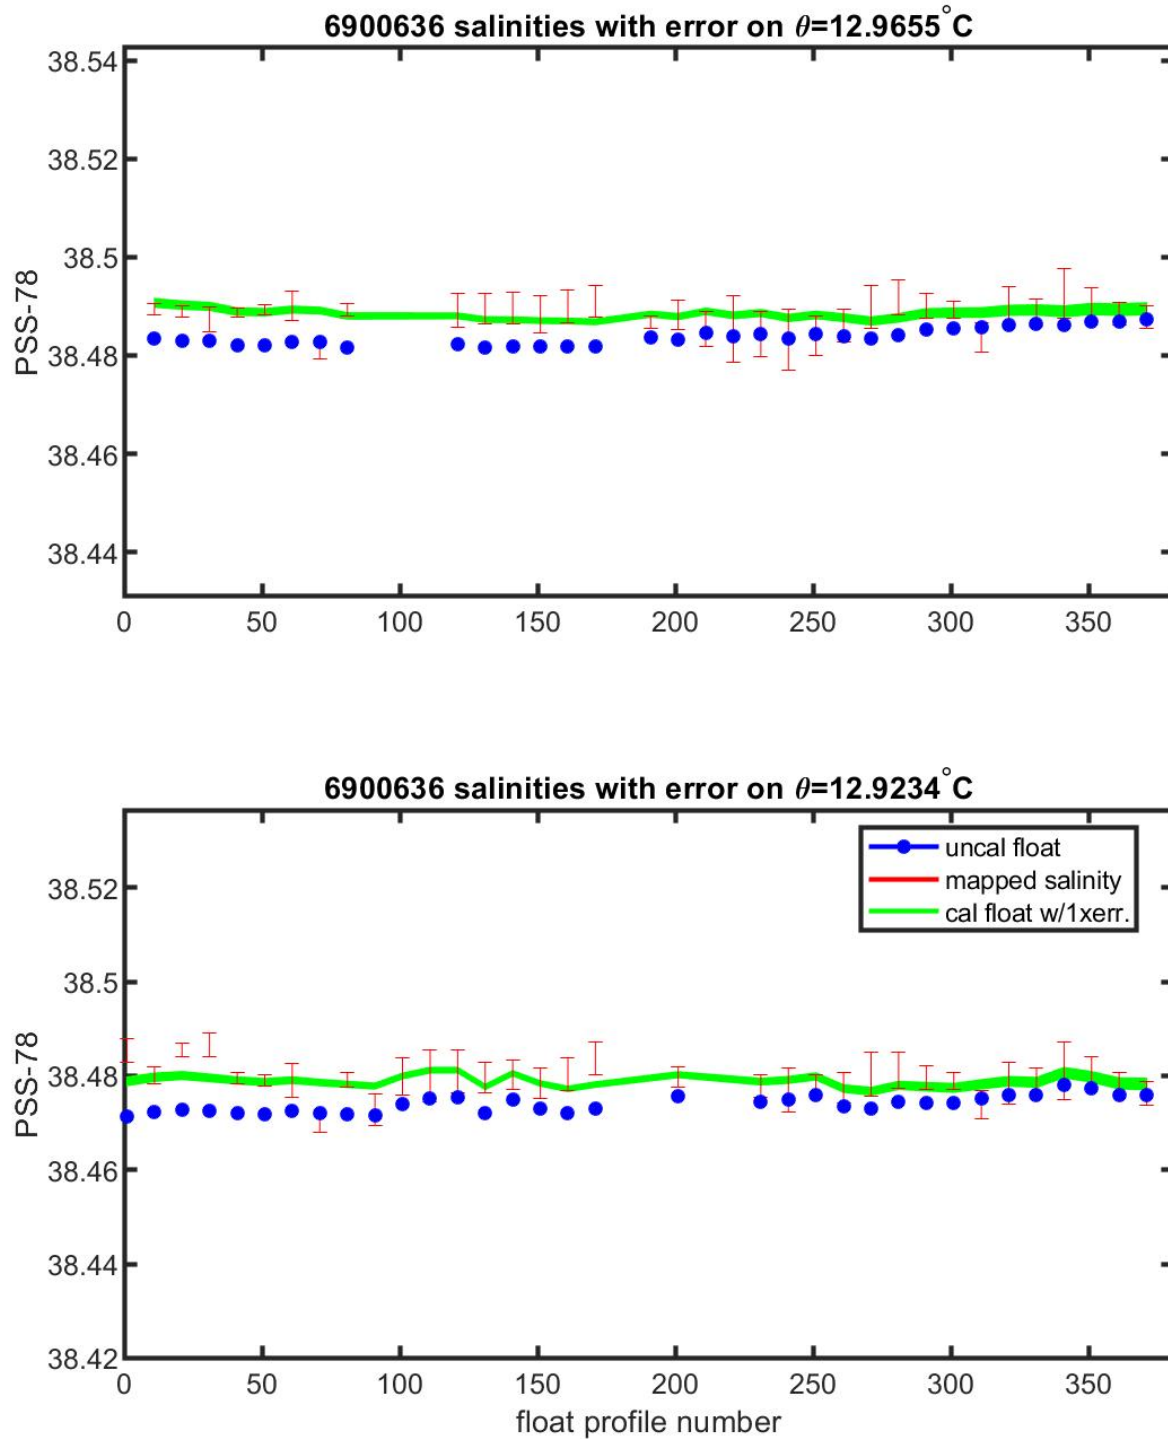 6900636 salinities with error on θ=12.9655°C
38.54
38.52
38.5
38.48
38.46
38.44
PSS-78
0 50 100 150 200 250 300 350
6900636 salinities with error on θ=12.9234°C
uncal float
mapped salinity
cal float w/1xerr.
38.52
38.5
38.48
38.46
38.44
38.42
PSS-78
0 50 100 150 200 250 300 350
float profile number